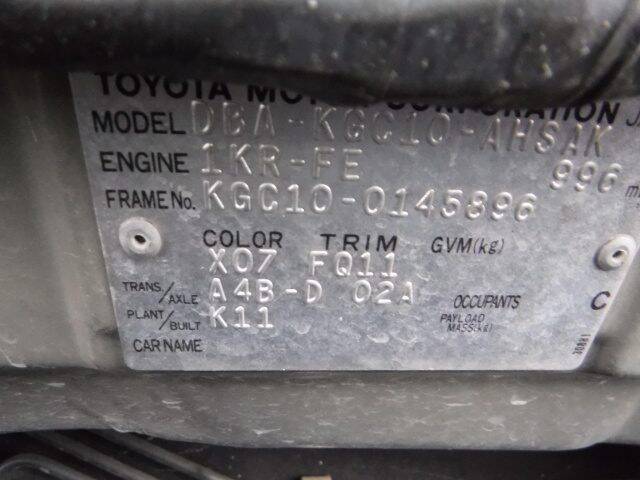 TOYOTA MOTOR CORPORATION JA
MODEL DBA-KGC10-AHSAK
ENGINE 1KR-FE 996 m
FRAME No. KGC10-0145896
COLOR TRIM GVM(kg)
X07 FQ11
TRANS./AXLE A4B-D 02A OCCUPANTS C
PLANT/BUILT K11 PAYLOAD MASS(kg)
CAR NAME